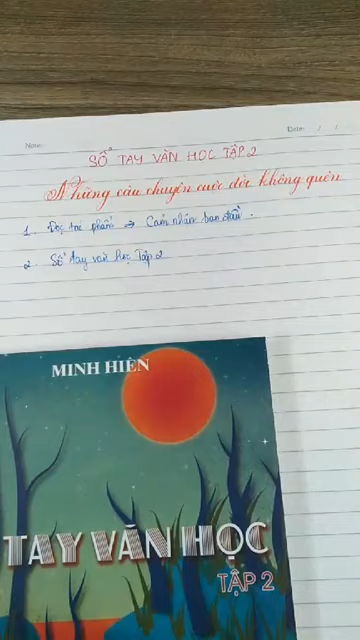 Note:
Date: / /
SỔ TAY VĂN HỌC TẬP 2
Những câu chuyện cuộc đời không quên
1. Đọc tác phẩm → Cảm nhận ban đầu.
2. Sổ tay văn học Tập 2
MINH HIÊN
TAY VĂN HỌC
TẬP 2